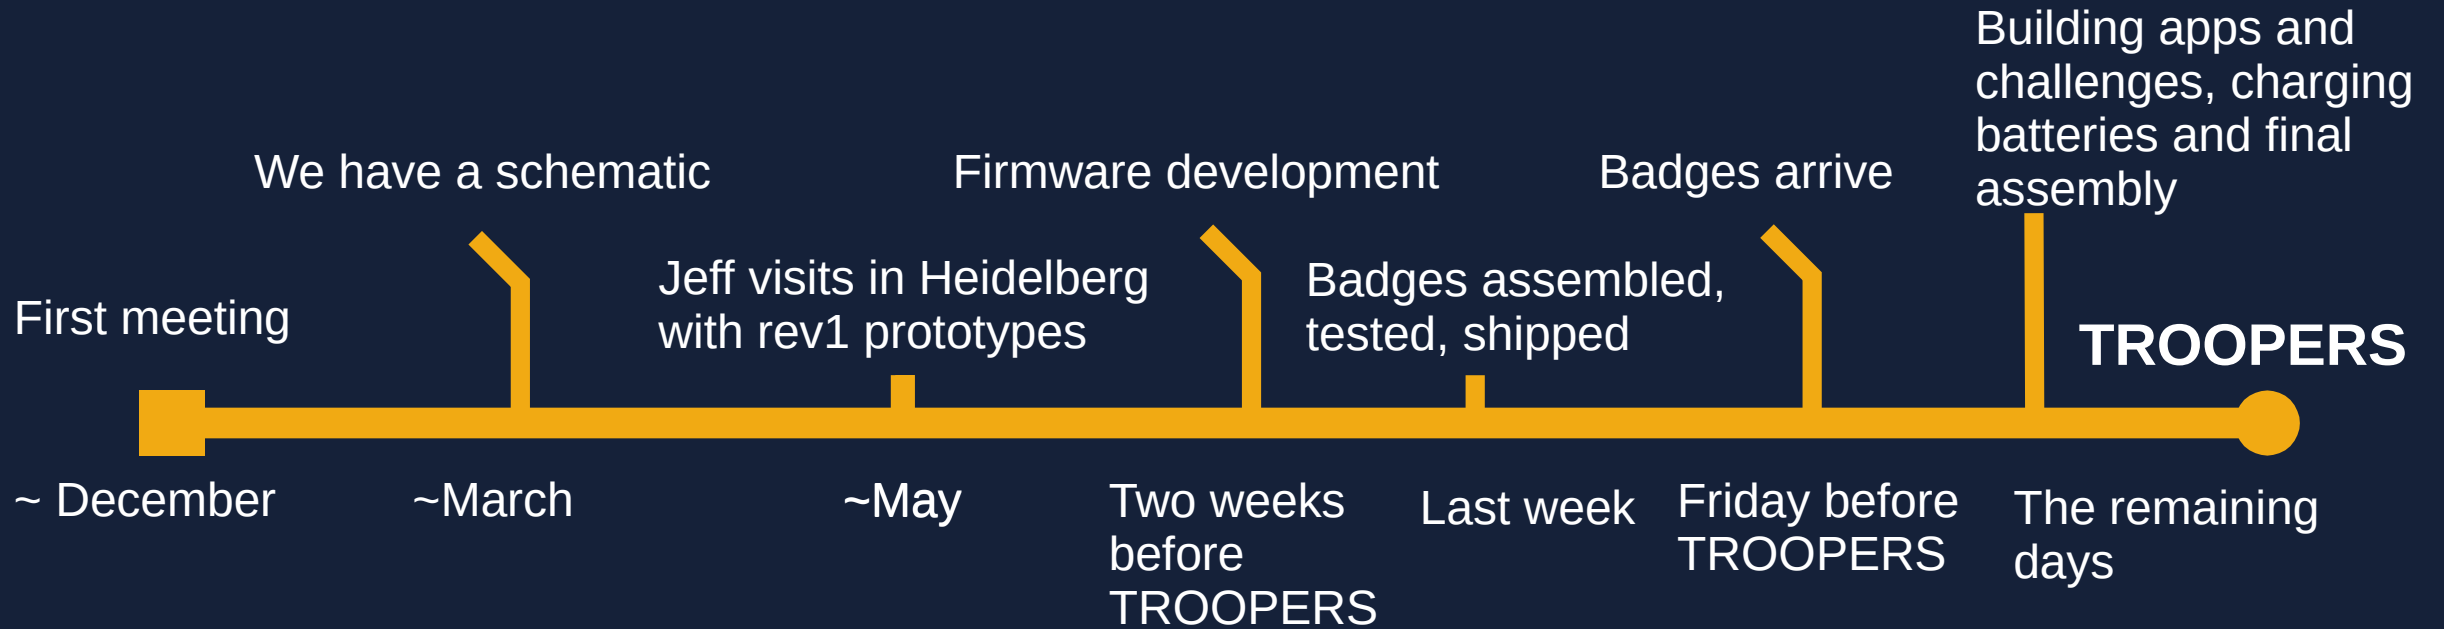 First meeting
~ December
We have a schematic
~March
Jeff visits in Heidelberg
with rev1 prototypes
~May
Firmware development
Two weeks
before
TROOPERS
Badges assembled,
tested, shipped
Last week
Badges arrive
Friday before
TROOPERS
Building apps and
challenges, charging
batteries and final
assembly
The remaining
days
TROOPERS